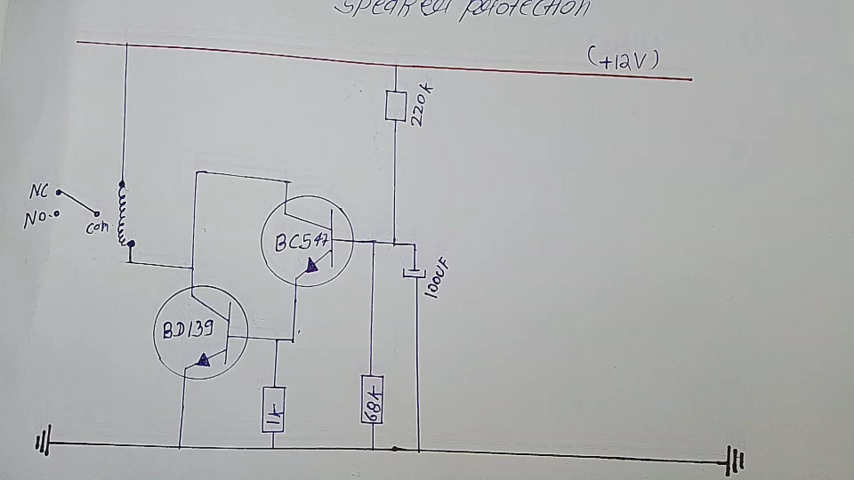 speaker protection
(+12V)
220K
NC
NO
com
BC547
100UF
BD139
1K
68K